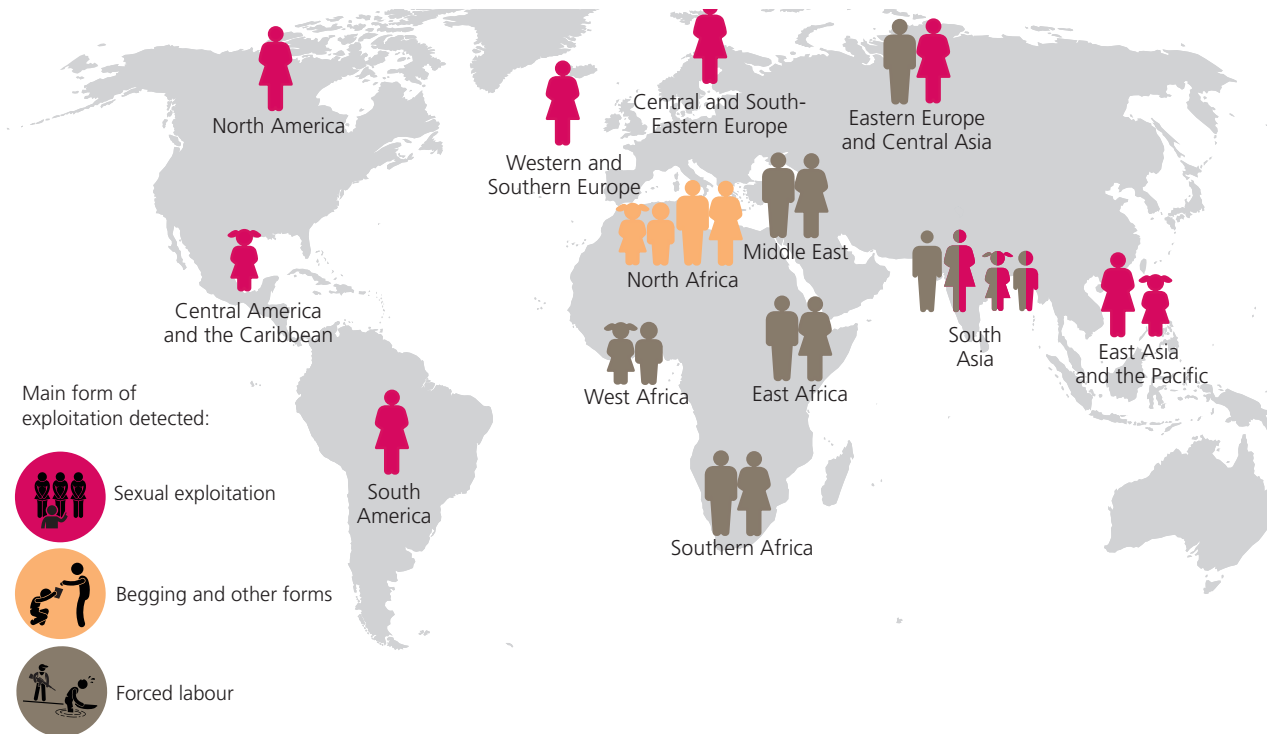 North America
Central and South-
Eastern Europe
Eastern Europe
and Central Asia
Western and
Southern Europe
Middle East
North Africa
Central America
and the Caribbean
South
Asia
East Asia
and the Pacific
West Africa
East Africa
Main form of
exploitation detected:
Sexual exploitation
South
America
Southern Africa
Begging and other forms
Forced labour